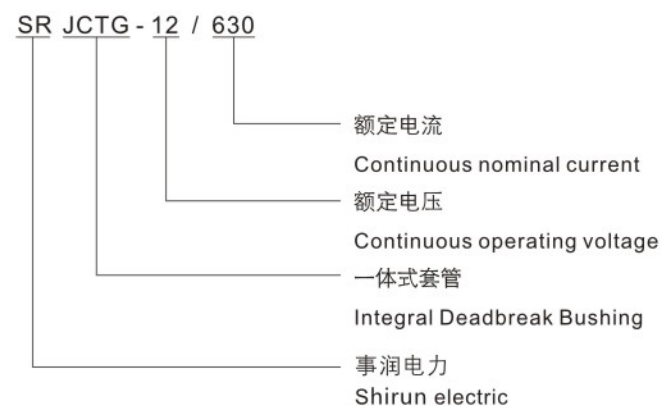 SR JCTG - 12 / 630
额定电流
Continuous nominal current
额定电压
Continuous operating voltage
一体式套管
Integral Deadbreak Bushing
事润电力
Shirun electric